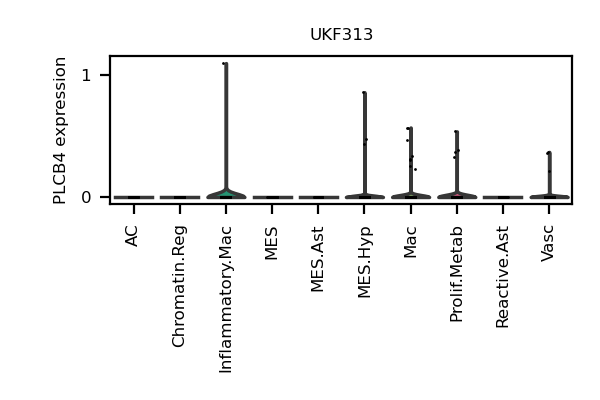 UKF313
PLCB4 expression
1
0
AC
Chromatin.Reg
Inflammatory.Mac
MES
MES.Ast
MES.Hyp
Mac
Prolif.Metab
Reactive.Ast
Vasc